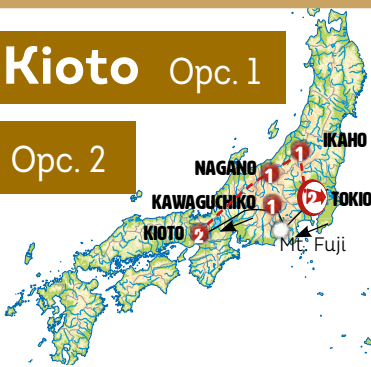 Kioto Opc. 1
Opc. 2
IKAHO
1
NAGANO
1
KAWAGUCHIKO
1
2
TOKIO
KIOTO
2
Mt. Fuji